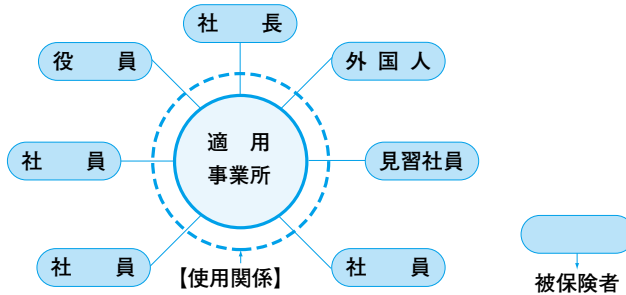 社 長
役 員
外 国 人
適 用
事業所
社 員
見習社員
社 員
【使用関係】
社 員
被保険者